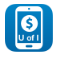 $
U of I